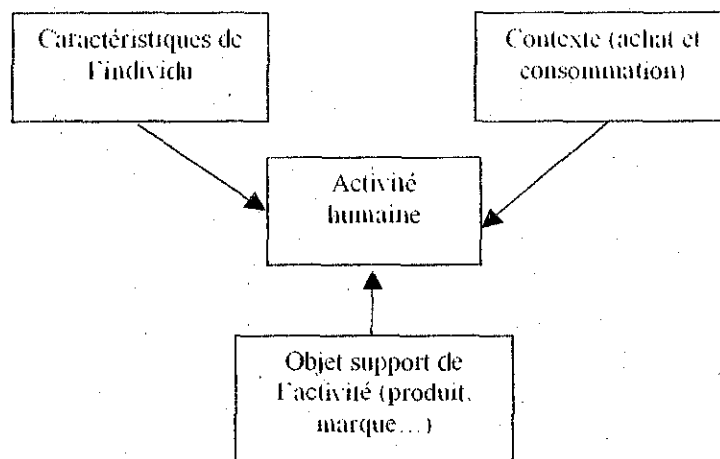 Caractéristiques de
l'individu
Contexte (achat et
consommation)
Activité
humaine
Objet support de
l'activité (produit,
marque…)